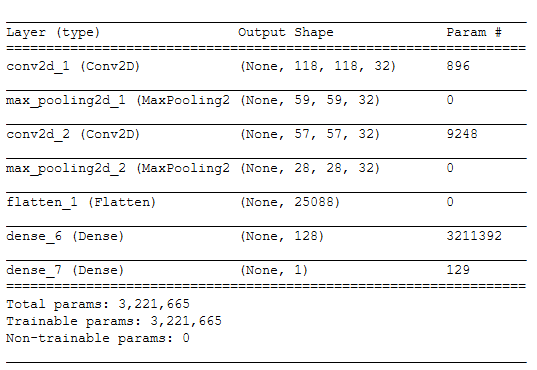 Layer (type) Output Shape Param #
conv2d_1 (Conv2D) (None, 118, 118, 32) 896
max_pooling2d_1 (MaxPooling2 (None, 59, 59, 32) 0
conv2d_2 (Conv2D) (None, 57, 57, 32) 9248
max_pooling2d_2 (MaxPooling2 (None, 28, 28, 32) 0
flatten_1 (Flatten) (None, 25088) 0
dense_6 (Dense) (None, 128) 3211392
dense_7 (Dense) (None, 1) 129
Total params: 3,221,665
Trainable params: 3,221,665
Non-trainable params: 0